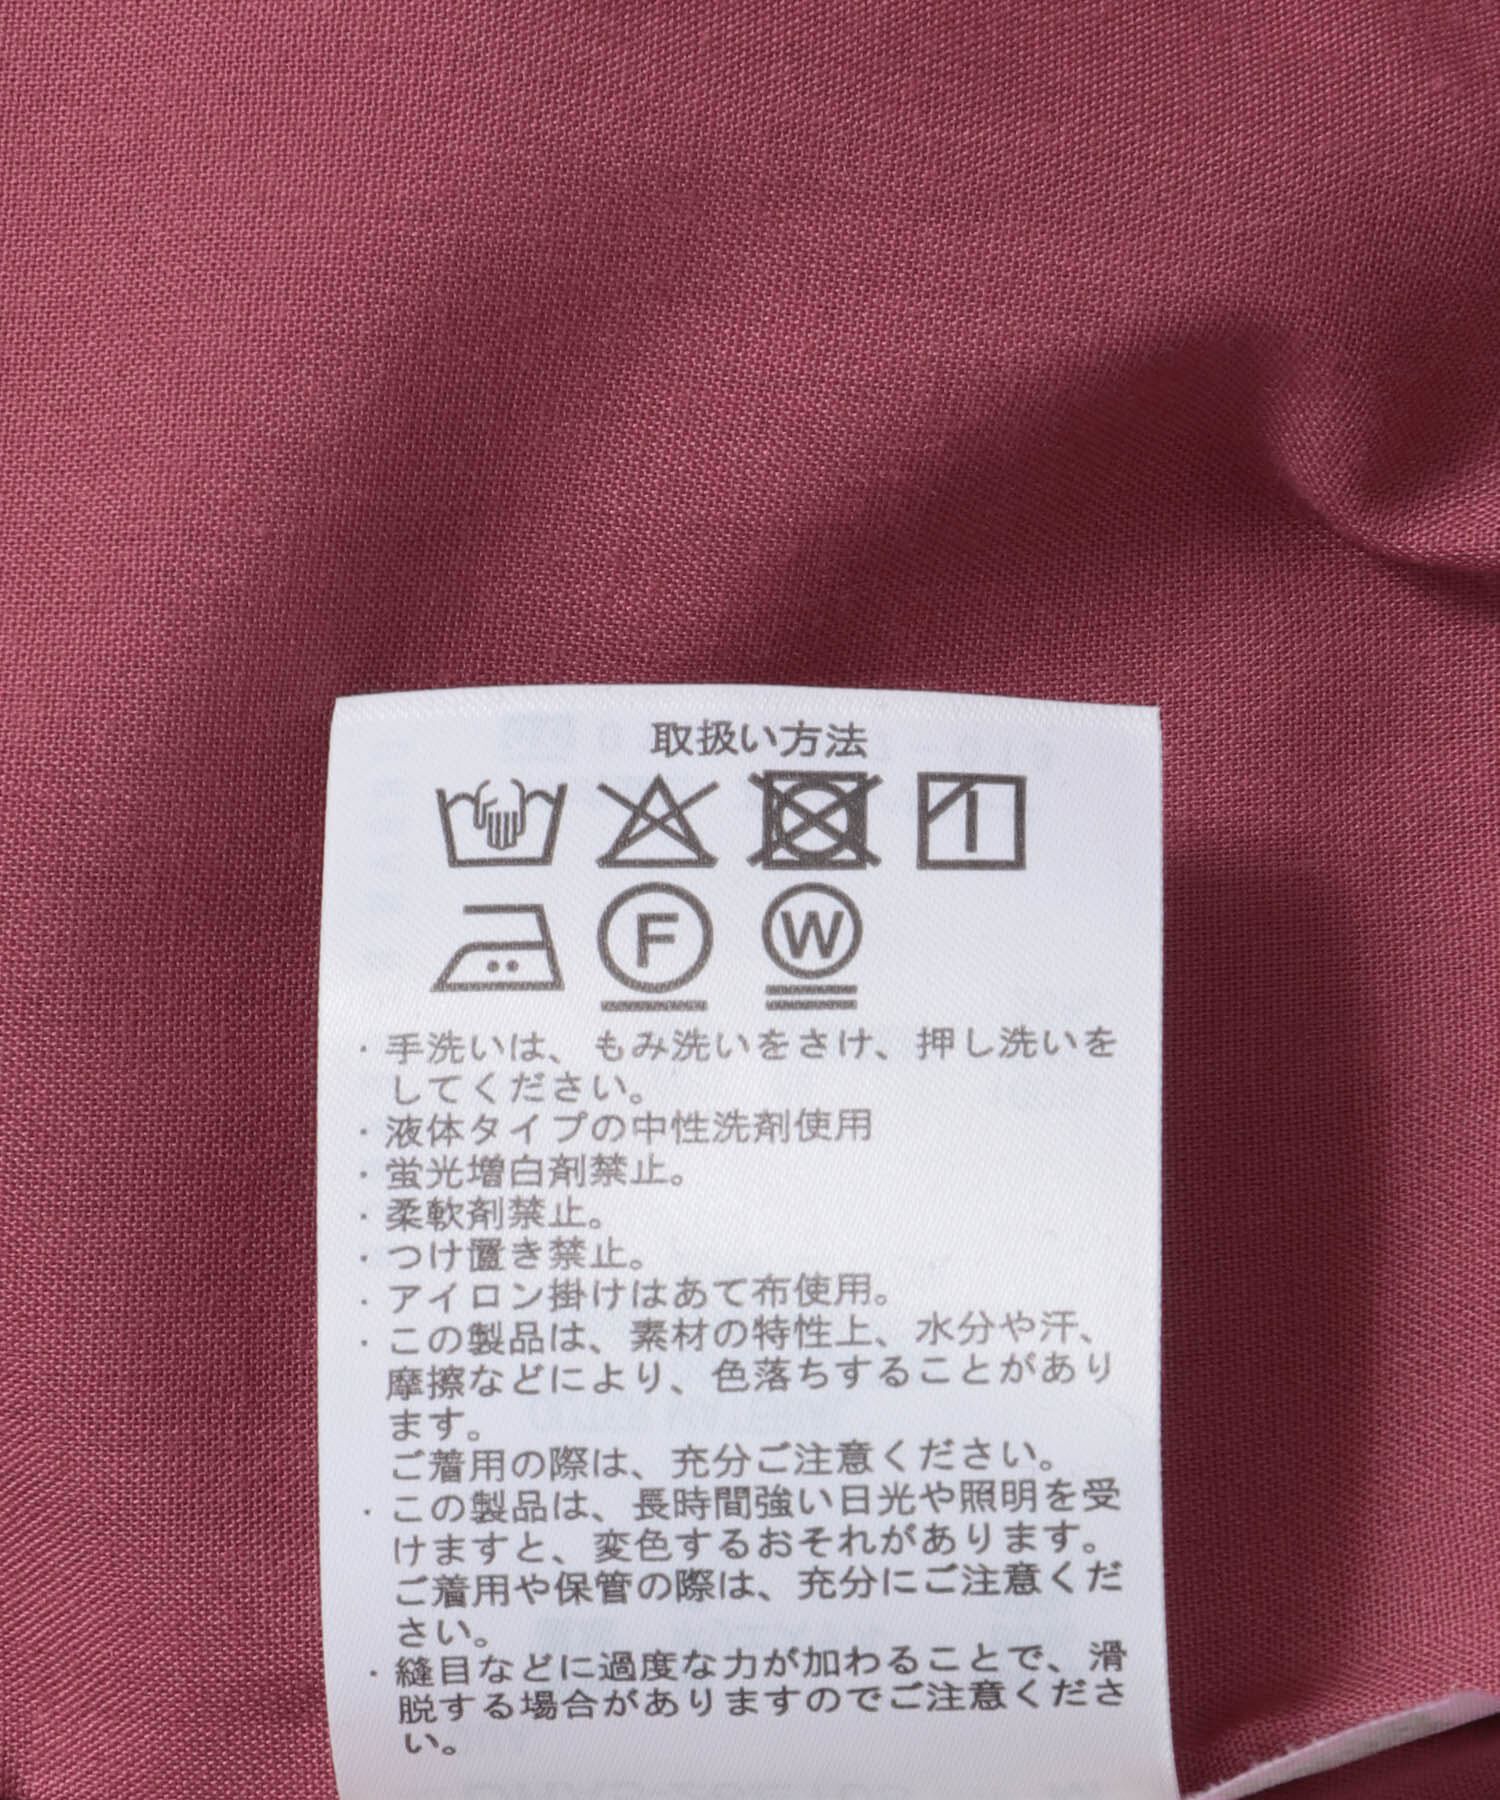 取扱い方法
F W
・手洗いは、もみ洗いをさけ、押し洗いを
してください。
・液体タイプの中性洗剤使用
・蛍光増白剤禁止。
・柔軟剤禁止。
・つけ置き禁止。
・アイロン掛けはあて布使用。
・この製品は、素材の特性上、水分や汗、
摩擦などにより、色落ちすることがあり
ます。
ご着用の際は、充分ご注意ください。
・この製品は、長時間強い日光や照明を受
けますと、変色するおそれがあります。
ご着用や保管の際は、充分にご注意くだ
さい。
・縫目などに過度な力が加わることで、滑
脱する場合がありますのでご注意くださ
い。